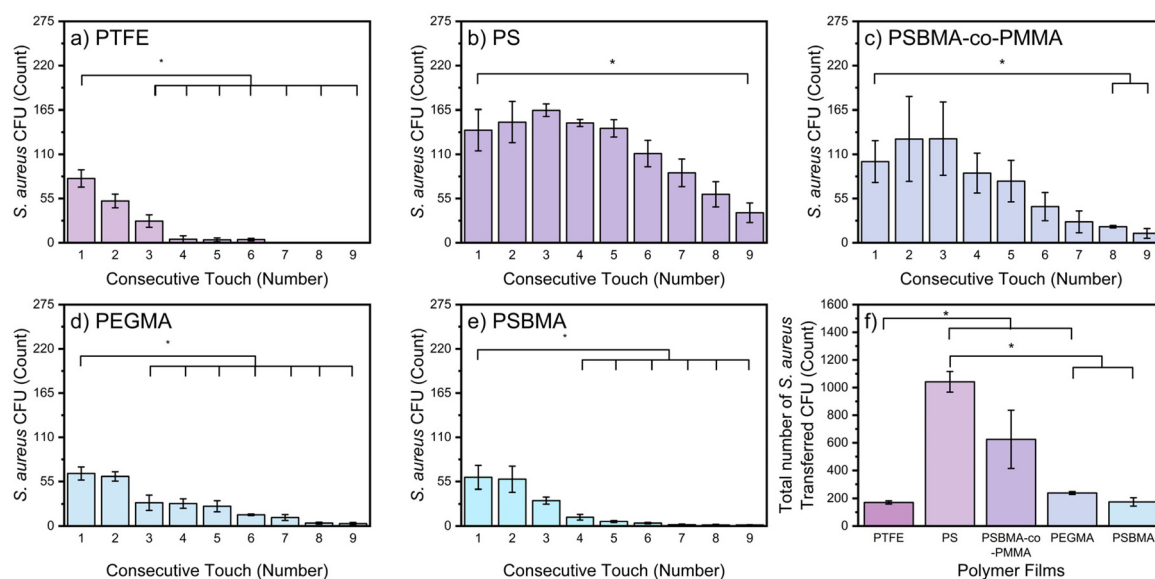 a) PTFE
S. aureus CFU (Count)
275
220
165
110
55
0
*
1 2 3 4 5 6 7 8 9
Consecutive Touch (Number)
b) PS
S. aureus CFU (Count)
275
220
165
110
55
0
*
1 2 3 4 5 6 7 8 9
Consecutive Touch (Number)
c) PSBMA-co-PMMA
S. aureus CFU (Count)
275
220
165
110
55
0
*
1 2 3 4 5 6 7 8 9
Consecutive Touch (Number)
d) PEGMA
S. aureus CFU (Count)
275
220
165
110
55
0
*
1 2 3 4 5 6 7 8 9
Consecutive Touch (Number)
e) PSBMA
S. aureus CFU (Count)
275
220
165
110
55
0
*
1 2 3 4 5 6 7 8 9
Consecutive Touch (Number)
f)
Total number of S. aureus
Transferred CFU (Count)
1600
1400
1200
1000
800
600
400
200
0
*
*
PTFE PS PSBMA-co PEGMA PSBMA
-PMMA
Polymer Films